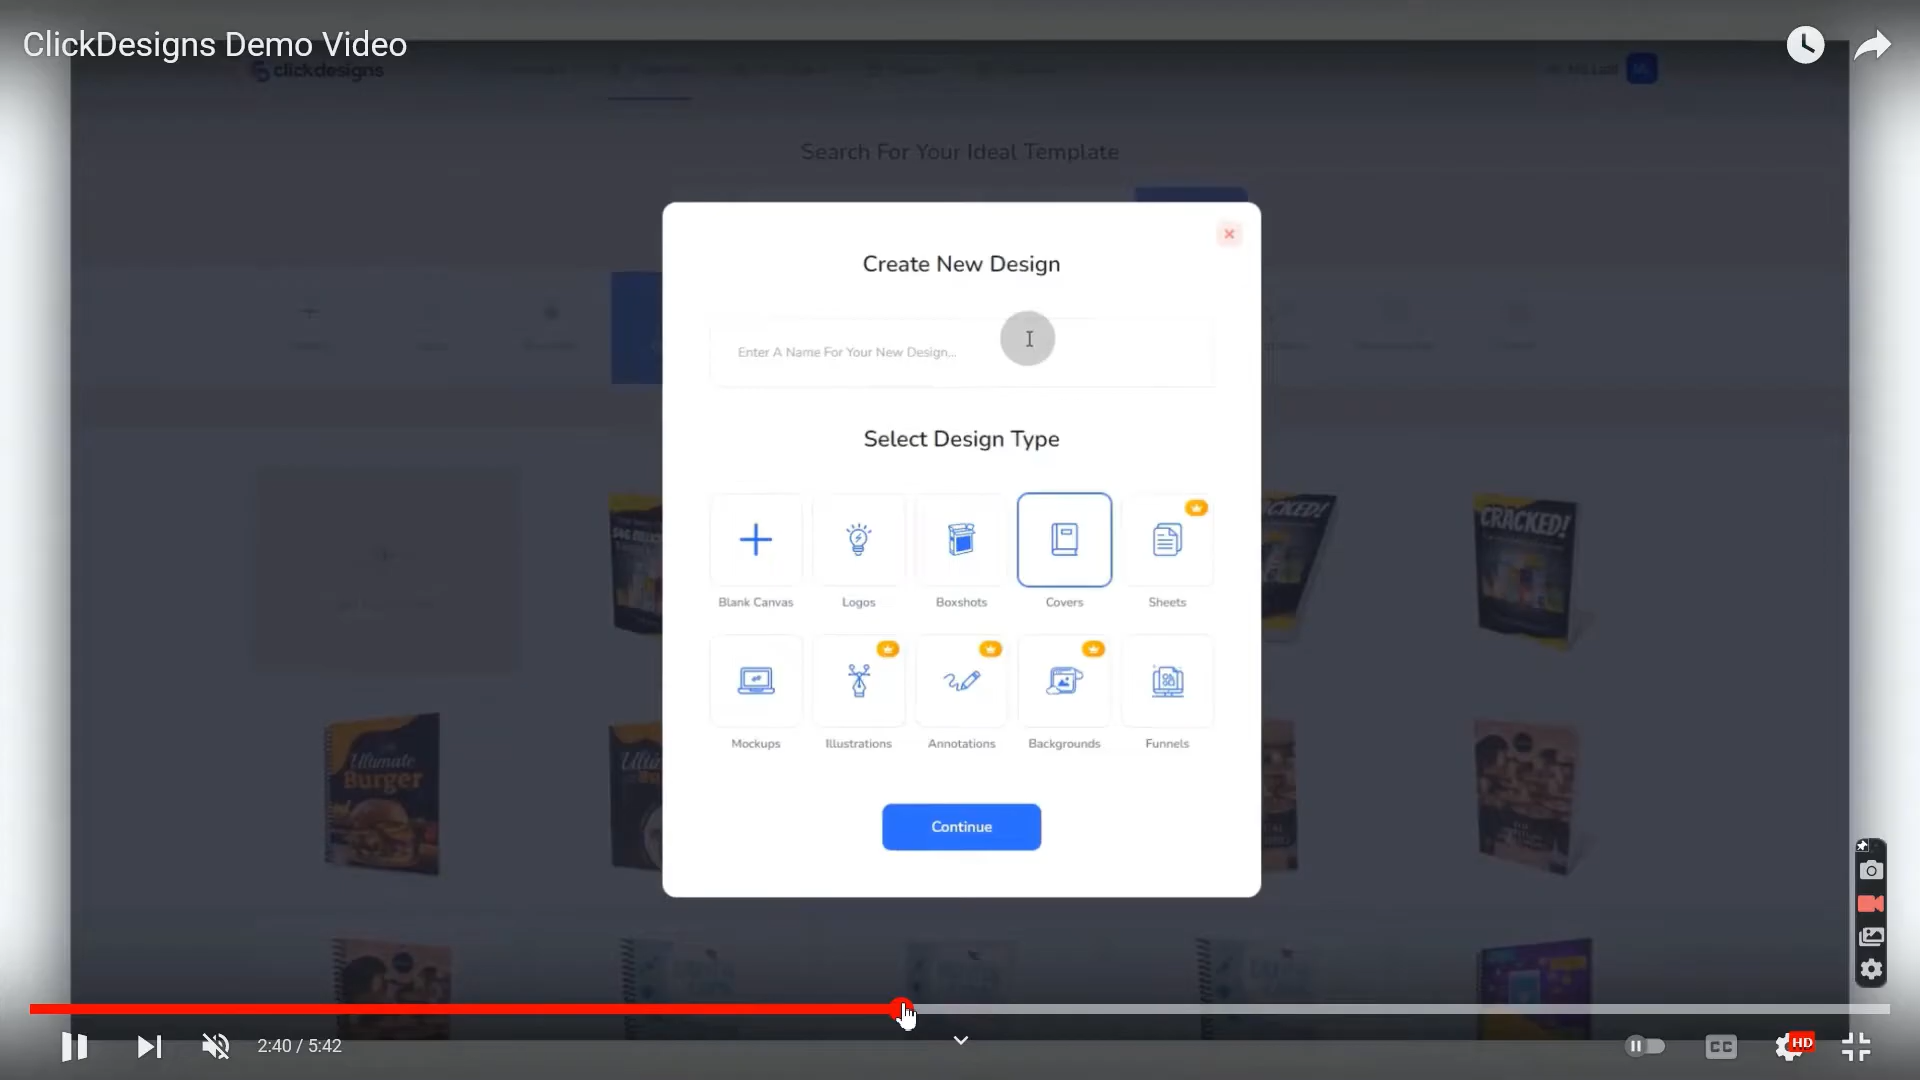 ClickDesigns Demo Video
clickdesigns
Search For Your Ideal Template
Create New Design
Enter A Name For Your New Design...
Select Design Type
Blank Canvas Logos Boxshots Covers Sheets
CRACKED!
Mockups Illustrations Annotations Backgrounds Funnels
Ultimate
Burger
Continue
2:40 / 5:42
CC
HD